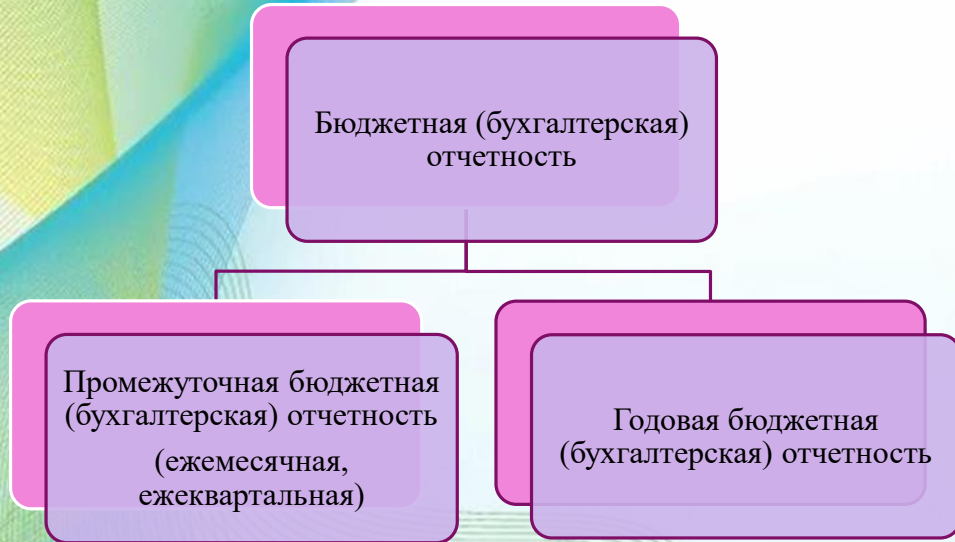 Бюджетная (бухгалтерская)
отчетность
Промежуточная бюджетная
(бухгалтерская) отчетность
(ежемесячная,
ежеквартальная)
Годовая бюджетная
(бухгалтерская) отчетность